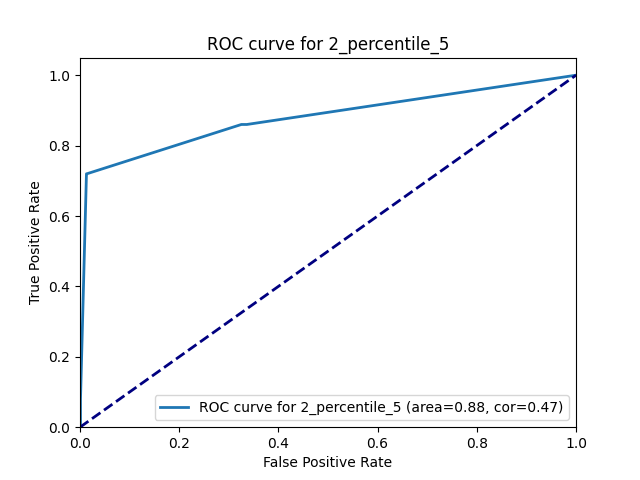 ROC curve for 2_percentile_5
1.0
0.8
0.6
0.4
0.2
0.0
True Positive Rate
ROC curve for 2_percentile_5 (area=0.88, cor=0.47)
0.0 0.2 0.4 0.6 0.8 1.0
False Positive Rate